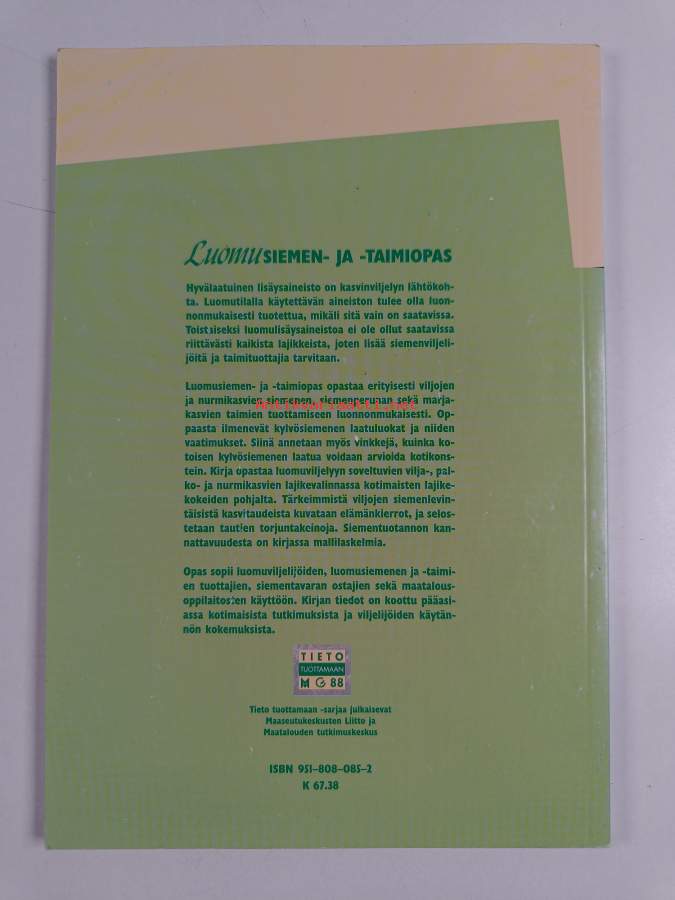 Luomu SIEMEN- JA -TAIMIOPAS
Hyvälaatuinen lisäysaineisto on kasvinviljelyn lähtökoh-
ta. Luomutilalla käytettävän aineiston tulee olla luon-
nonmukaisesti tuotettua, mikäli sitä vain on saatavissa.
Toistaiseksi luomulisäysaineistoa ei ole ollut saatavissa
riittävästi kaikista lajikkeista, joten lisää siemenviljeli-
jöitä ja taimituottajia tarvitaan.
Luomusiemen- ja -taimiopas opastaa erityisesti viljojen
ja nurmikasvien siemenen, siemenperunan sekä marja-
kasvien taimien tuottamiseen luonnonmukaisesti. Op-
paasta ilmenevät kylvösiemenen laatuluokat ja niiden
vaatimukset. Siinä annetaan myös vinkkejä, kuinka ko-
toisen kylvösiemenen laatua voidaan arvioida kotikons-
tein. Kirja opastaa luomuviljelyyn soveltuvien vilja-, pal-
ko- ja nurmikasvien lajikevalinnassa kotimaisten lajike-
kokeiden pohjalta. Tärkeimmistä viljojen siemenlevin-
täisistä kasvitaudeista kuvataan elämänkierrot, ja selos-
tetaan tautien torjuntakeinoja. Siementuotannon kan-
nattavuudesta on kirjassa mallilaskelmia.
Opas sopii luomuviljelijöiden, luomusiemenen ja -taimi-
en tuottajien, siementavaran ostajien sekä maatalous-
oppilaitosten käyttöön. Kirjan tiedot on koottu pääasi-
assa kotimaisista tutkimuksista ja viljelijöiden käytän-
nön kokemuksista.
TIETO
TUOTTAMAAN
88
Tieto tuottamaan -sarjaa julkaisevat
Maaseutukeskusten Liitto ja
Maatalouden tutkimuskeskus
ISBN 951-808-085-2
K 67.38